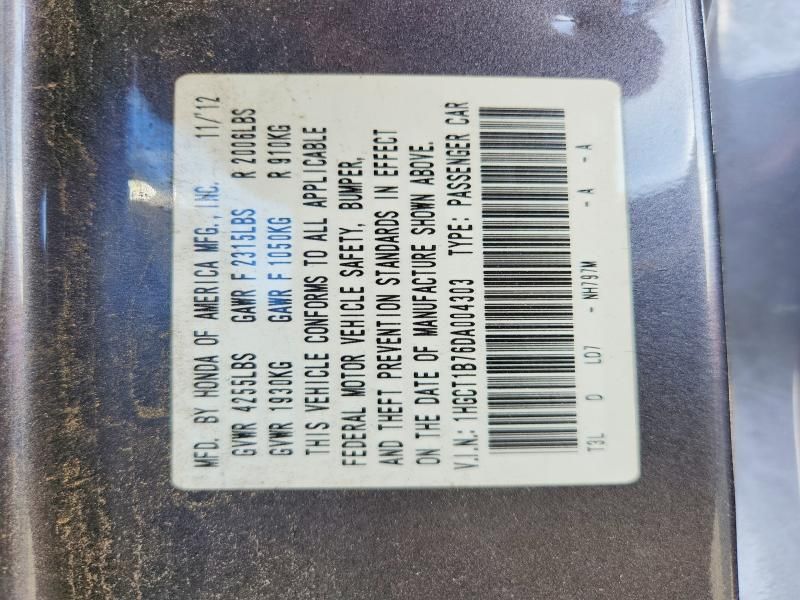 MFD. BY HONDA OF AMERICA MFG., INC. 11/'12
GVWR 4255LBS GAWR F 2315LBS R 2006LBS
GVWR 1930KG GAWR F 1050KG R 910KG
THIS VEHICLE CONFORMS TO ALL APPLICABLE
FEDERAL MOTOR VEHICLE SAFETY, BUMPER,
AND THEFT PREVENTION STANDARDS IN EFFECT
ON THE DATE OF MANUFACTURE SHOWN ABOVE.
V.I.N.: 1HGCT1B76DA004303 TYPE: PASSENGER CAR
T3L D LD7 - NH797M - A - A